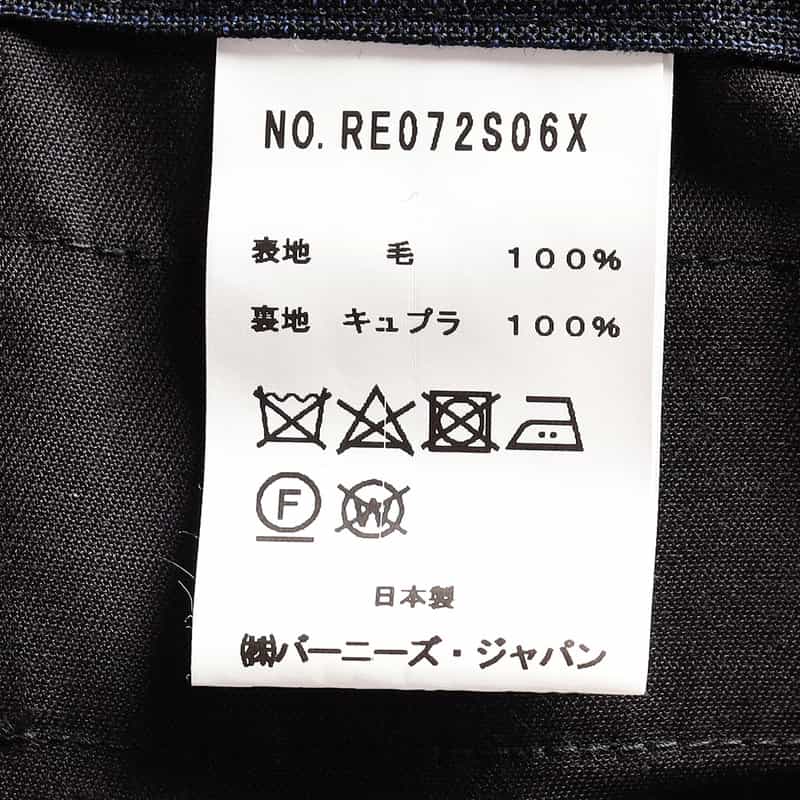 NO. RE072S06X
表地 毛 100%
裏地 キュプラ 100%
F W
日本製
㈱バーニーズ・ジャパン